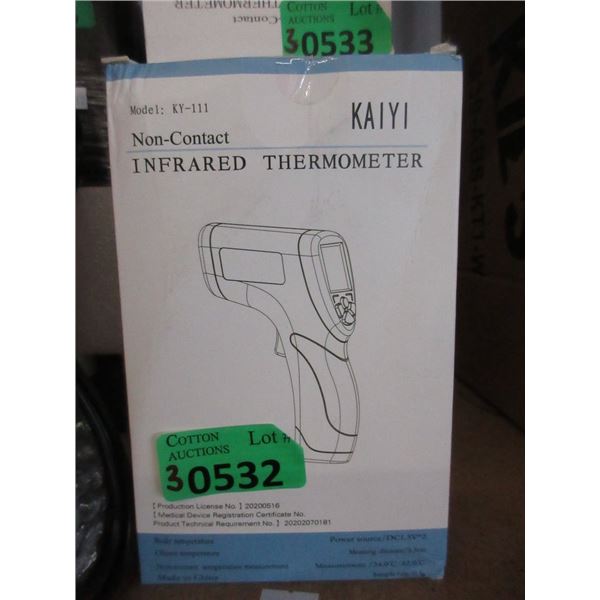 -Contact
THERMOMETER
COTTON
AUCTIONS
Lot #
30533
Model: KY-111
KAIYI
Non-Contact
INFRARED THERMOMETER
COTTON
AUCTIONS
Lot #
30532
[ Production License No. ] 20200516
[ Medical Device Registration Certificate No.
Product Technical Requirement No. ] 20202070181
Body temperature
Power source/DC1.5V*2
Measurement
Made in China